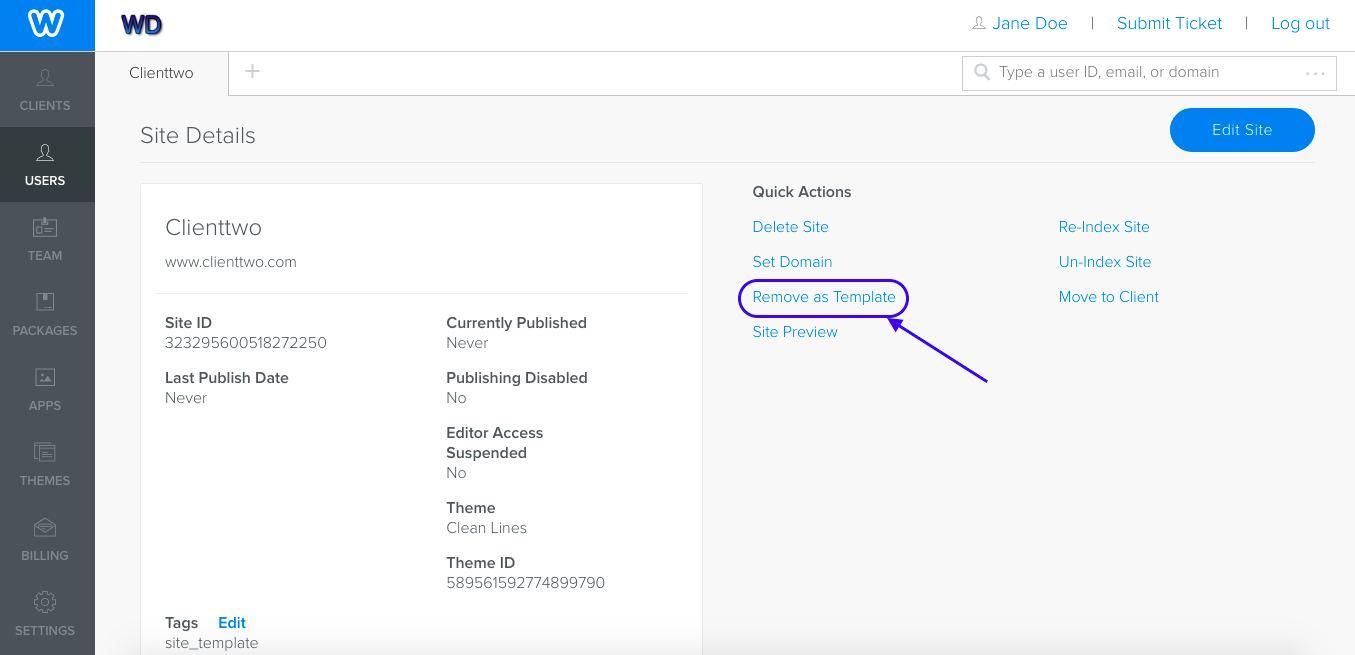 W
WD
Jane Doe | Submit Ticket | Log out
Clienttwo +
Type a user ID, email, or domain ...
CLIENTS
USERS
TEAM
PACKAGES
APPS
THEMES
BILLING
SETTINGS
Site Details
Edit Site
Clienttwo
www.clienttwo.com
Site ID
323295600518272250
Last Publish Date
Never
Currently Published
Never
Publishing Disabled
No
Editor Access
Suspended
No
Theme
Clean Lines
Theme ID
589561592774899790
Tags Edit
site_template
Quick Actions
Delete Site
Set Domain
Remove as Template
Site Preview
Re-Index Site
Un-Index Site
Move to Client